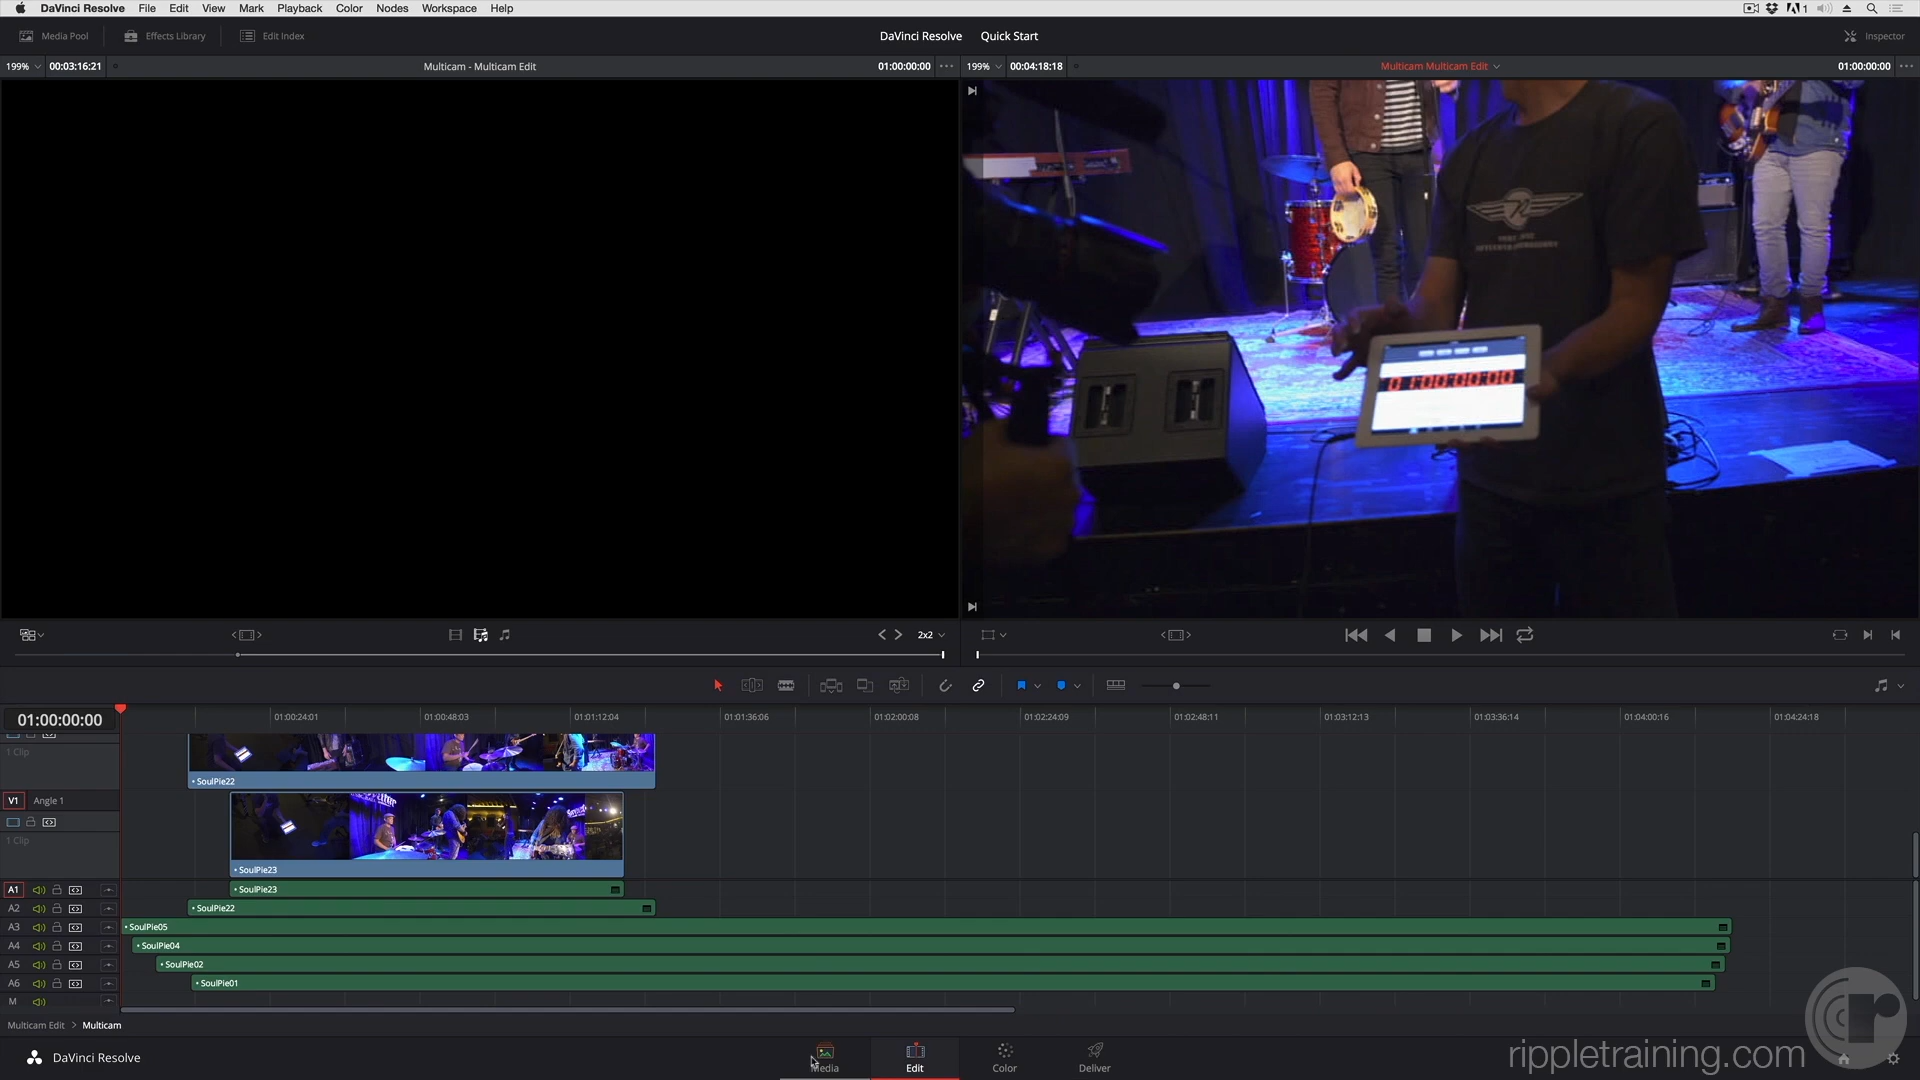 DaVinci Resolve File Edit View Mark Playback Color Nodes Workspace Help 1
Media Pool Effects Library Edit Index DaVinci Resolve Quick Start Inspector
199% 00:03:16:21 Multicam - Multicam Edit 01:00:00:00 199% 00:04:18:18 Multicam Multicam Edit 01:00:00:00
01:00:00:00
2x2
01:00:00:00 01:00:24:01 01:00:48:03 01:01:12:04 01:01:36:06 01:02:00:08 01:02:24:09 01:02:48:11 01:03:12:13 01:03:36:14 01:04:00:16 01:04:24:18
1 Clip
SoulPie22
V1 Angle 1
1 Clip
SoulPie23
A1 SoulPie23
A2 SoulPie22
A3 SoulPie05
A4 SoulPie04
A5 SoulPie02
A6 SoulPie01
M
Multicam Edit > Multicam
DaVinci Resolve Media Edit Color Deliver
rippletraining.com